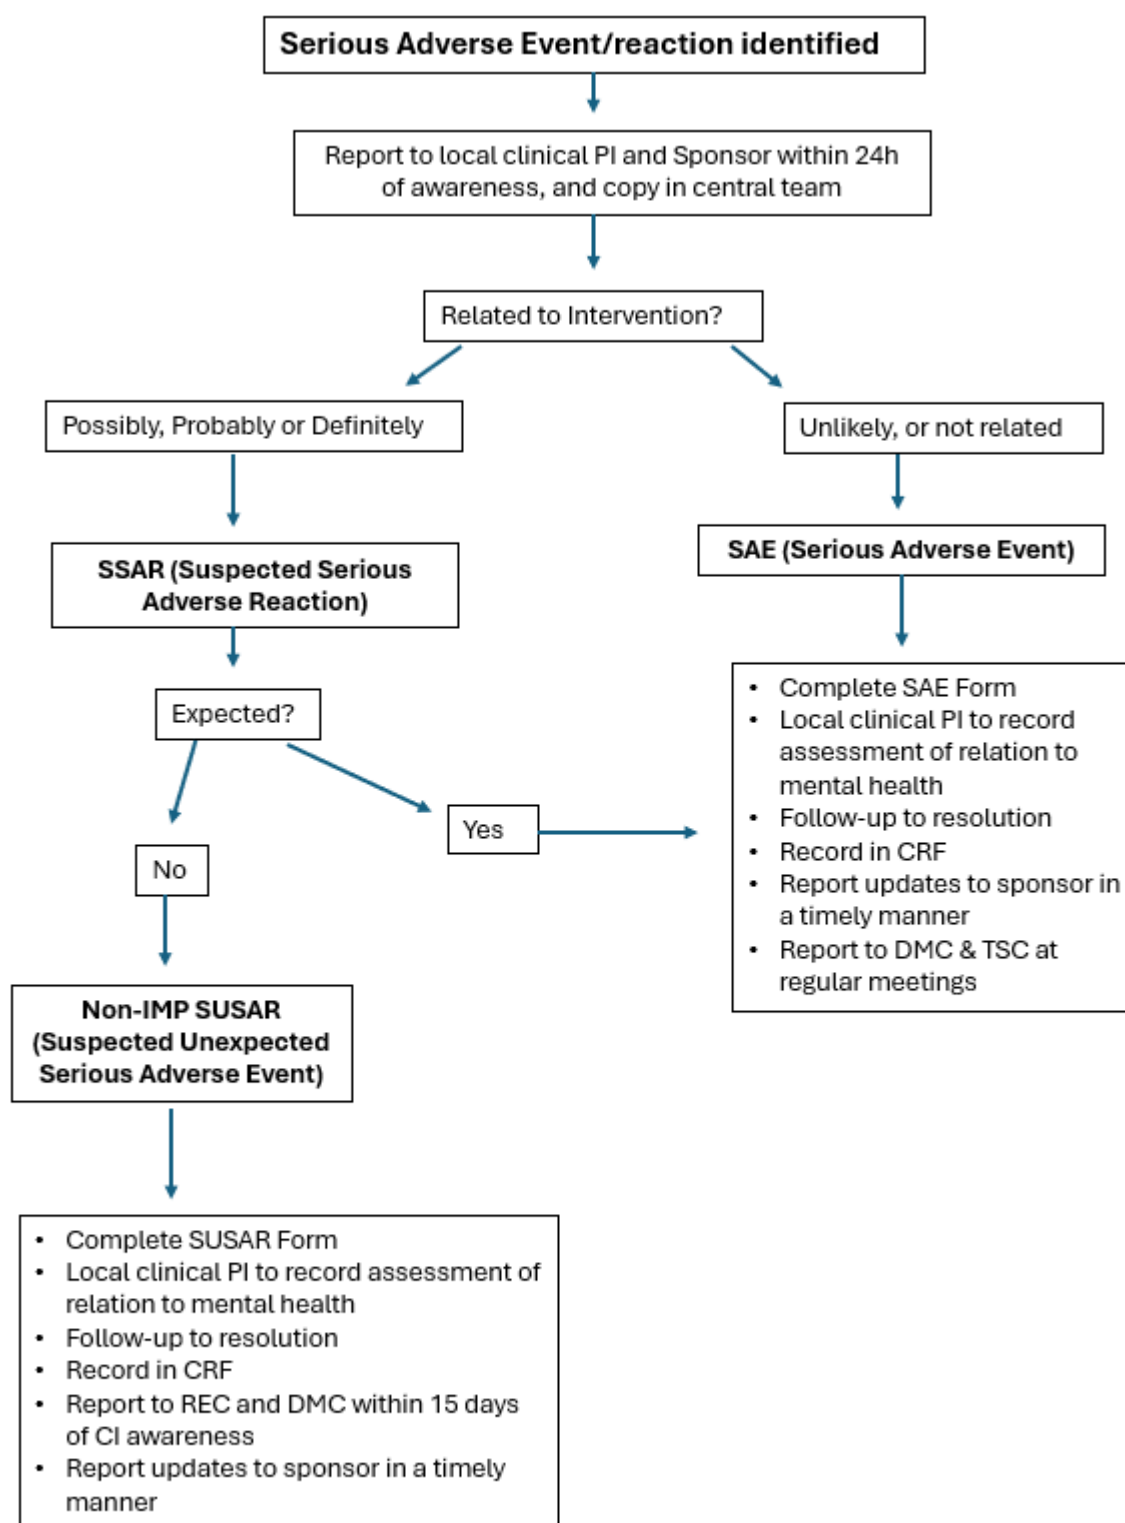 Serious Adverse Event/reaction identified
Report to local clinical PI and Sponsor within 24h
of awareness, and copy in central team
Related to Intervention?
Possibly, Probably or Definitely
Unlikely, or not related
SSAR (Suspected Serious
Adverse Reaction)
SAE (Serious Adverse Event)
Expected?
Yes
No
• Complete SAE Form
• Local clinical PI to record
assessment of relation to
mental health
• Follow-up to resolution
• Record in CRF
• Report updates to sponsor in
a timely manner
• Report to DMC & TSC at
regular meetings
Non-IMP SUSAR
(Suspected Unexpected
Serious Adverse Event)
• Complete SUSAR Form
• Local clinical PI to record assessment of
relation to mental health
• Follow-up to resolution
• Record in CRF
• Report to REC and DMC within 15 days
of CI awareness
• Report updates to sponsor in a timely
manner